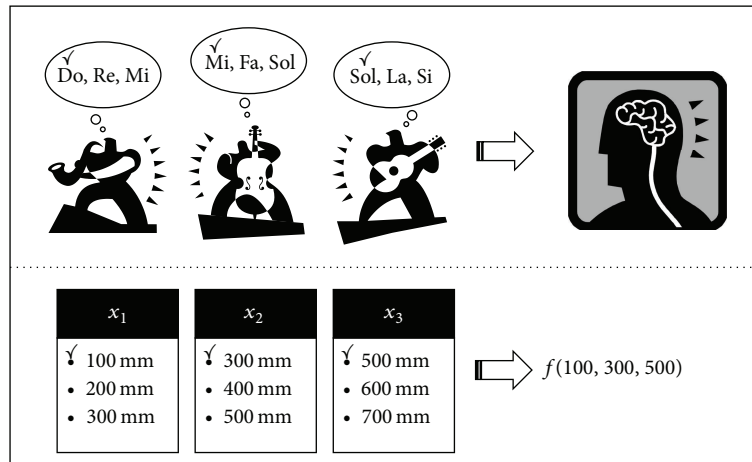 ✓
Do, Re, Mi
✓
Mi, Fa, Sol
✓
Sol, La, Si
x₁
✓
• 100 mm
• 200 mm
• 300 mm
x₂
✓
• 300 mm
• 400 mm
• 500 mm
x₃
✓
• 500 mm
• 600 mm
• 700 mm
f(100, 300, 500)